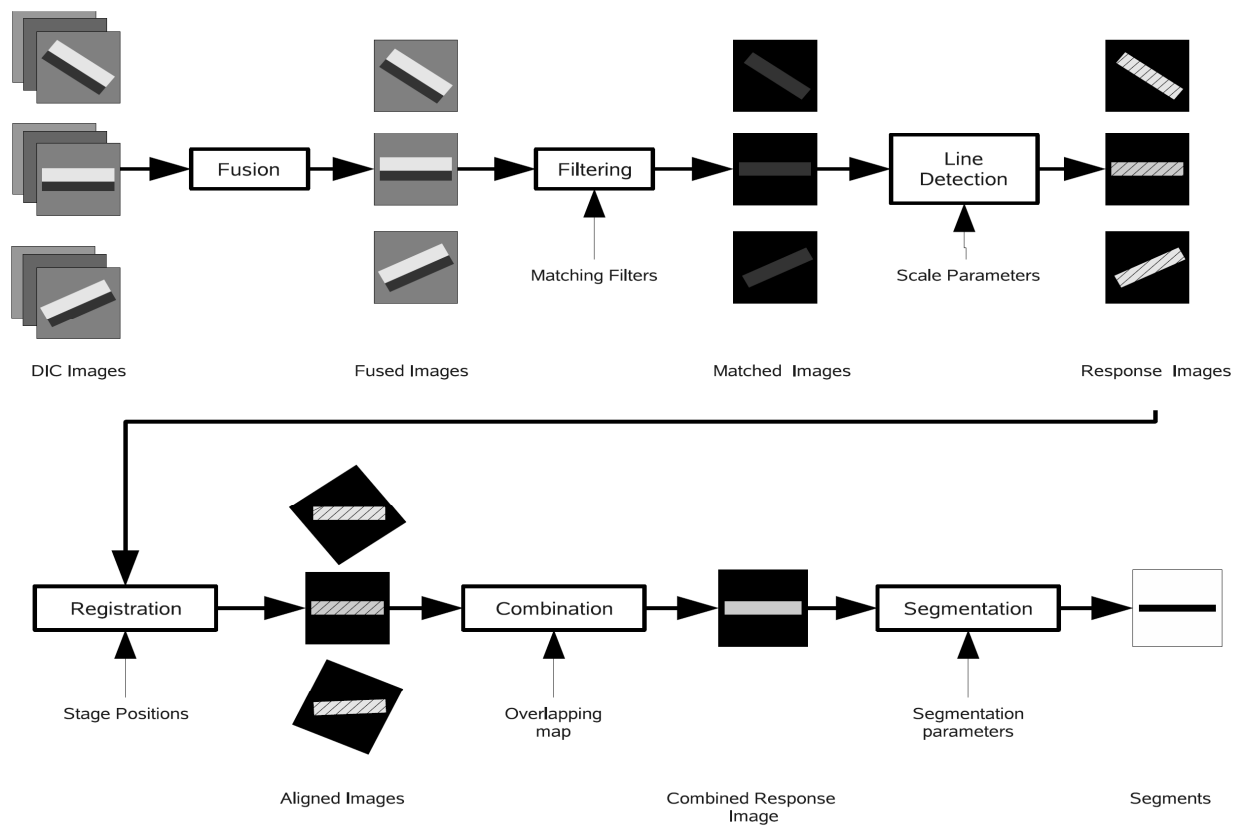 Fusion
Filtering
Line
Detection
Matching Filters
Scale Parameters
DIC Images
Fused Images
Matched Images
Response Images
Registration
Combination
Segmentation
Stage Positions
Overlapping
map
Segmentation
parameters
Aligned Images
Combined Response
Image
Segments